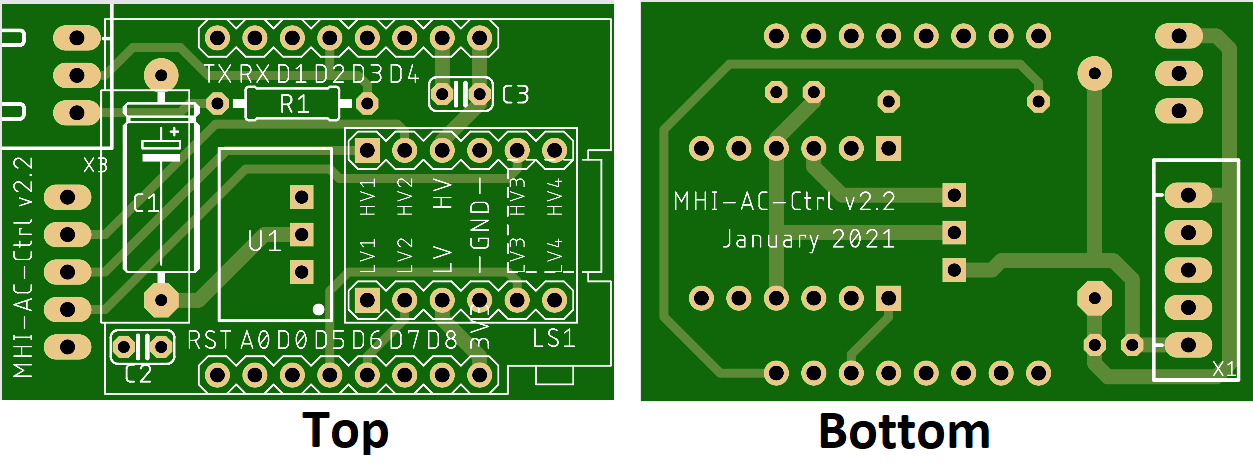 TX RX D1 D2 D3 D4
R1
C3
X3
+
C1
HV1 HV2 HV -GND- HV3 HV4
U1
LV1 LV2 LV LV3 LV4
MHI-AC-Ctrl v2.2
RST A0 D0 D5 D6 D7 D8 3V3
LS1
C2
MHI-AC-Ctrl v2.2
January 2021
X1
Top
Bottom